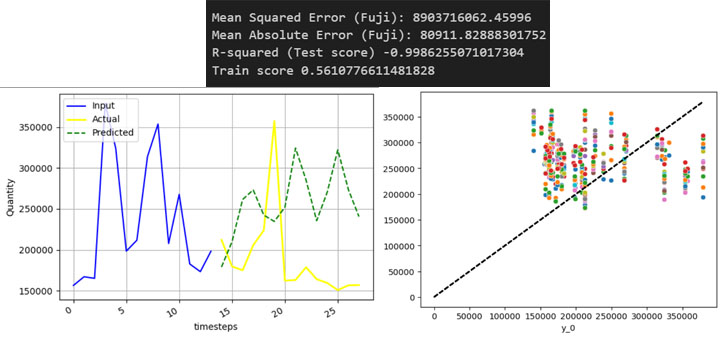 Mean Squared Error (Fuji): 8903716062.45996
Mean Absolute Error (Fuji): 80911.82888301752
R-squared (Test score) -0.9986255071017304
Train score 0.5610776611481828
Input
Actual
Predicted
350000
300000
250000
200000
150000
Quantity
0
5
10
15
20
25
timesteps
350000
300000
250000
200000
150000
100000
50000
0
0
50000
100000
150000
200000
250000
300000
350000
y_0